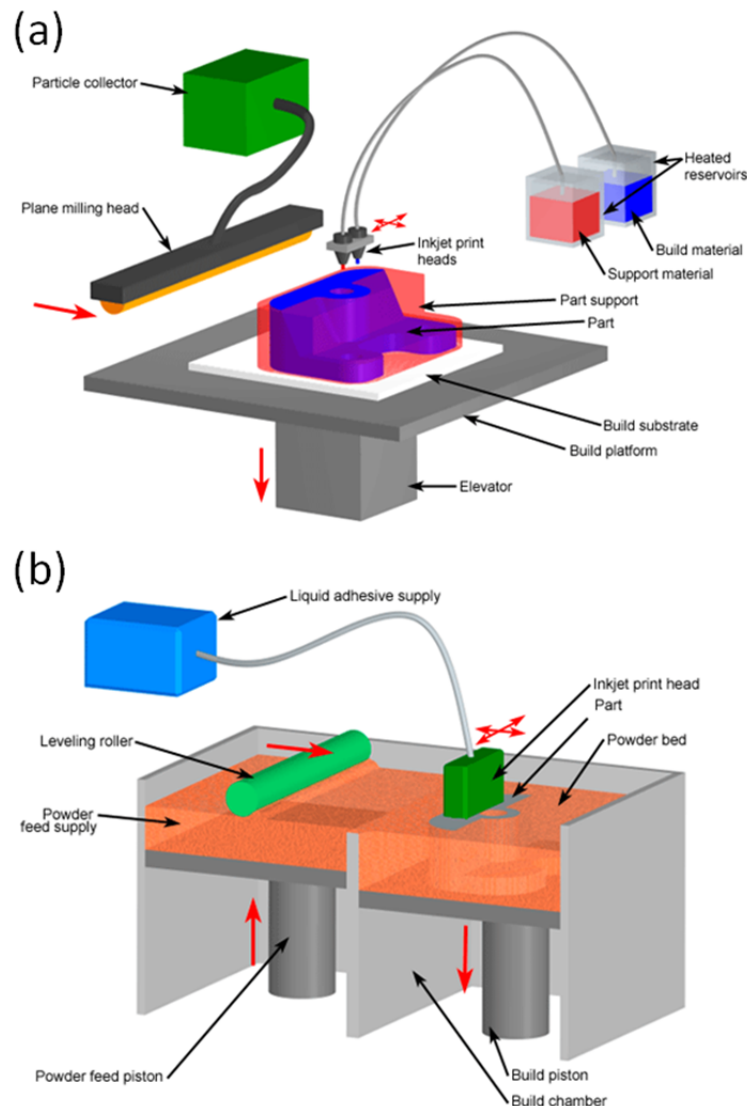 (a)
Particle collector
Plane milling head
Inkjet print
heads
Heated
reservoirs
Build material
Support material
Part support
Part
Build substrate
Build platform
Elevator
(b)
Liquid adhesive supply
Inkjet print head
Part
Powder bed
Leveling roller
Powder
feed supply
Powder feed piston
Build piston
Build chamber